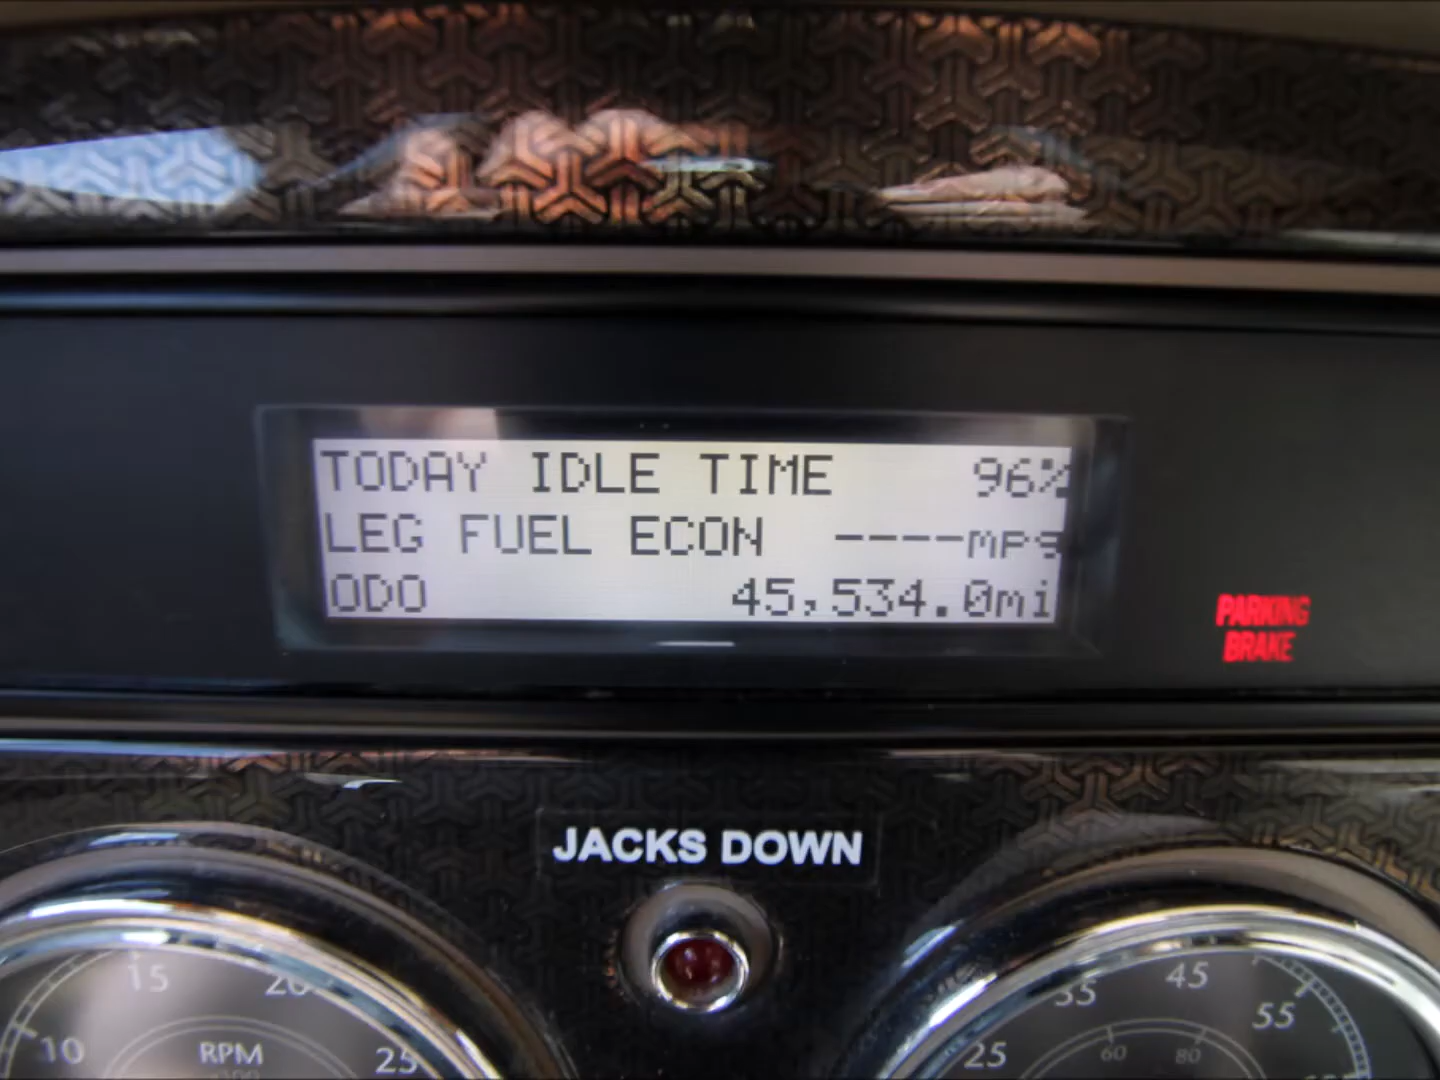 TODAY IDLE TIME 96%
LEG FUEL ECON ----mpg
ODO 45,534.0mi
PARKING
BRAKE
JACKS DOWN
10 15 20 25
RPM
25 35 45 55
60 80